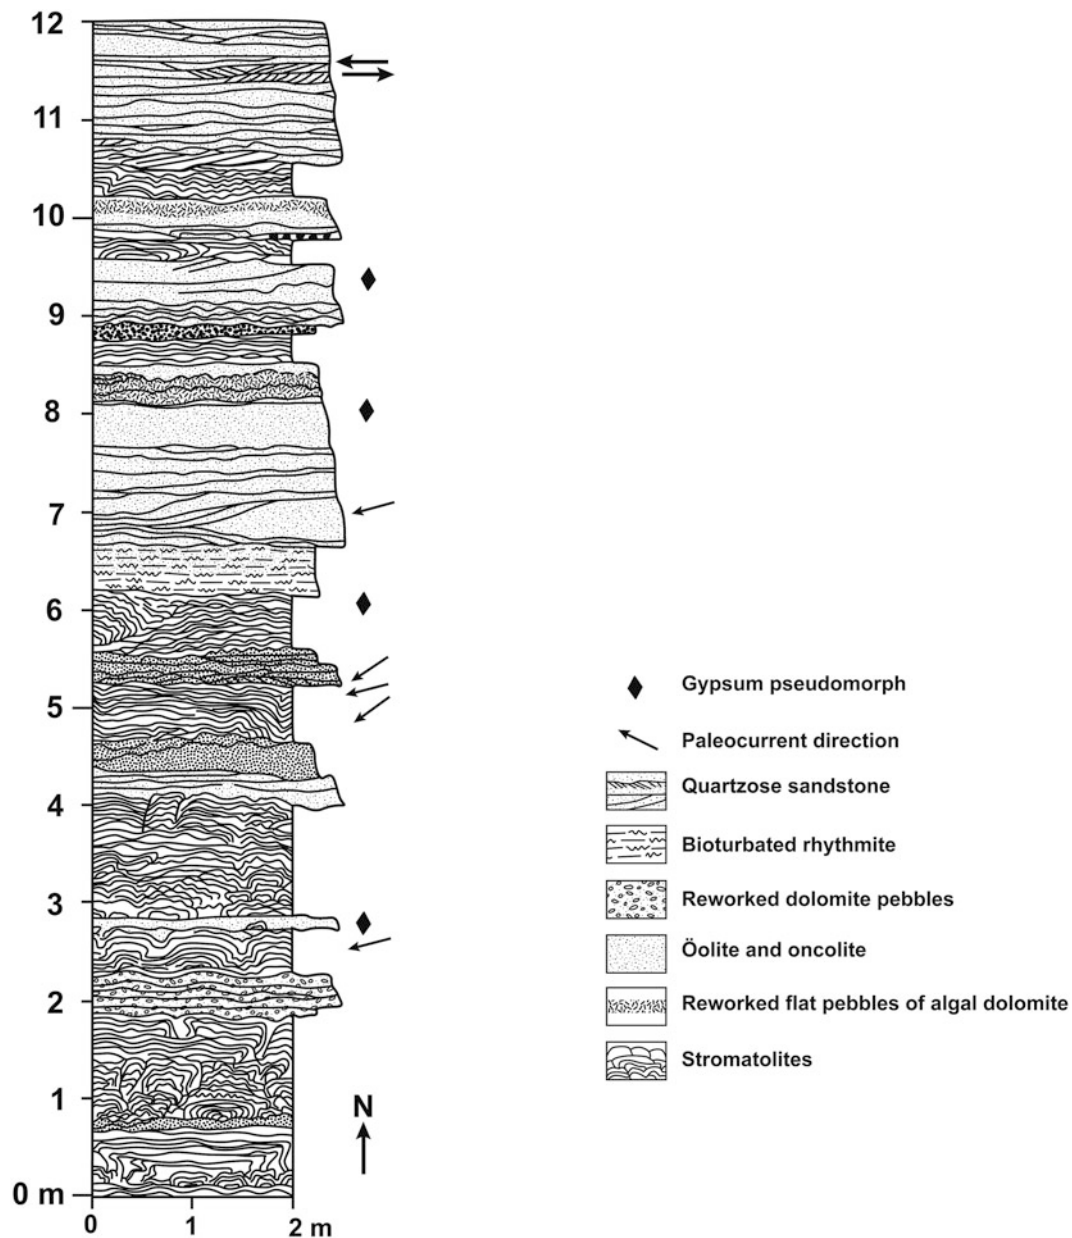 12
11
10
9
8
7
6
5
4
3
2
1
0 m
0
1
2 m
N
Gypsum pseudomorph
Paleocurrent direction
Quartzose sandstone
Bioturbated rhythmite
Reworked dolomite pebbles
Öolite and oncolite
Reworked flat pebbles of algal dolomite
Stromatolites